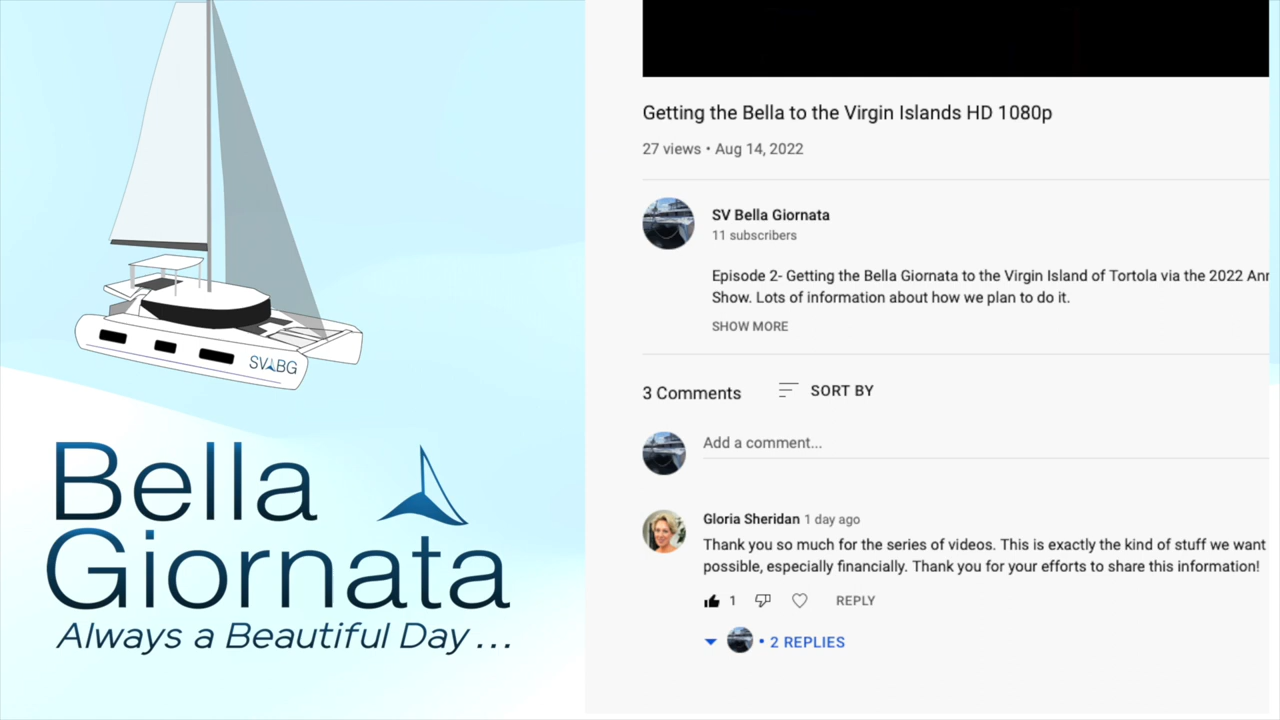 SV BG
Bella
Giornata
Always a Beautiful Day ...
Getting the Bella to the Virgin Islands HD 1080p
27 views • Aug 14, 2022
SV Bella Giornata
11 subscribers
Episode 2- Getting the Bella Giornata to the Virgin Island of Tortola via the 2022 Ann
Show. Lots of information about how we plan to do it.
SHOW MORE
3 Comments
SORT BY
Add a comment...
Gloria Sheridan 1 day ago
Thank you so much for the series of videos. This is exactly the kind of stuff we want
possible, especially financially. Thank you for your efforts to share this information!
1
REPLY
• 2 REPLIES